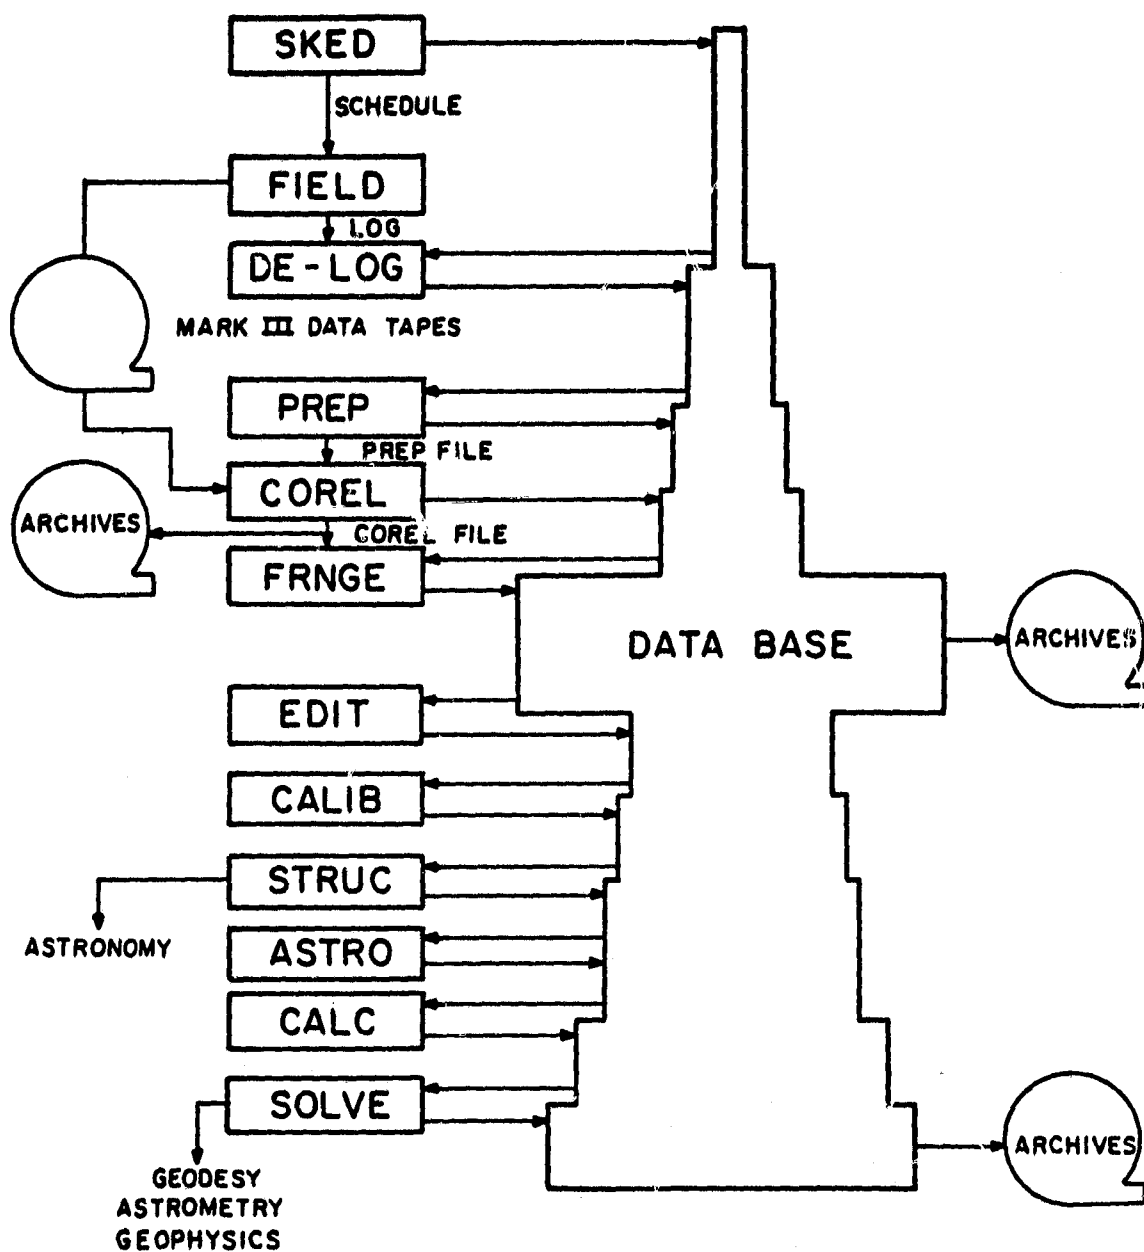 SKED
SCHEDULE
FIELD
LOG
DE-LOG
MARK III DATA TAPES
PREP
PREP FILE
COREL
ARCHIVES
COREL FILE
FRNGE
DATA BASE
ARCHIVES
EDIT
CALIB
STRUC
ASTRONOMY
ASTRO
CALC
SOLVE
ARCHIVES
GEODESY
ASTROMETRY
GEOPHYSICS